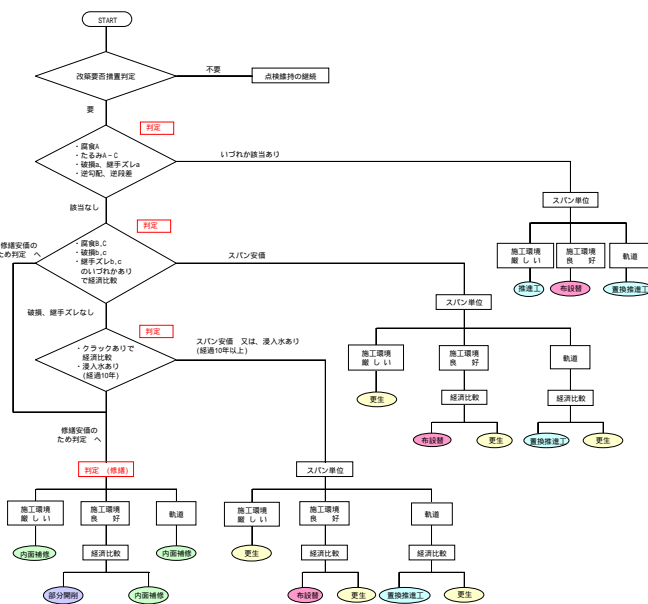 START
改築要否措置判定
不要
点検維持の継続
要
判定
・腐食A
・たるみA-C
・破損a、継手ズレa
・逆勾配、逆段差
いづれか該当あり
スパン単位
施工環境
厳しい
施工環境
良 好
軌道
推進工
布設替
置換推進工
該当なし
判定
修繕安価の
ため判定 へ
・腐食B,C
・破損b,c
・継手ズレb,c
のいづれかあり
で経済比較
スパン安価
スパン単位
施工環境
厳しい
施工環境
良 好
軌道
更生
経済比較
経済比較
布設替
更生
置換推進工
更生
破損、継手ズレなし
判定
・クラックありで
経済比較
・浸入水あり
(経過10年)
スパン安価 又は、浸入水あり
(経過10年以上)
修繕安価の
ため判定 へ
判定 (修繕)
施工環境
厳しい
施工環境
良 好
軌道
内面補修
経済比較
内面補修
部分開削
内面補修
スパン単位
施工環境
厳しい
施工環境
良 好
軌道
更生
経済比較
経済比較
布設替
更生
置換推進工
更生